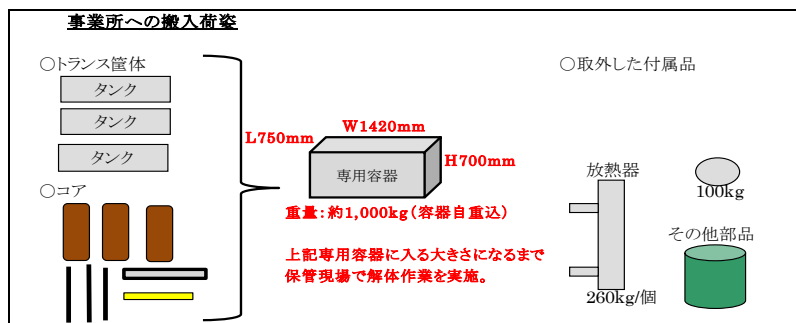 事業所への搬入荷姿
○トランス筐体
タンク
タンク
タンク
○コア
L750mm
W1420mm
H700mm
専用容器
重量：約1,000kg（容器自重込）
上記専用容器に入る大きさになるまで
保管現場で解体作業を実施。
○取外した付属品
放熱器
260kg/個
100kg
その他部品